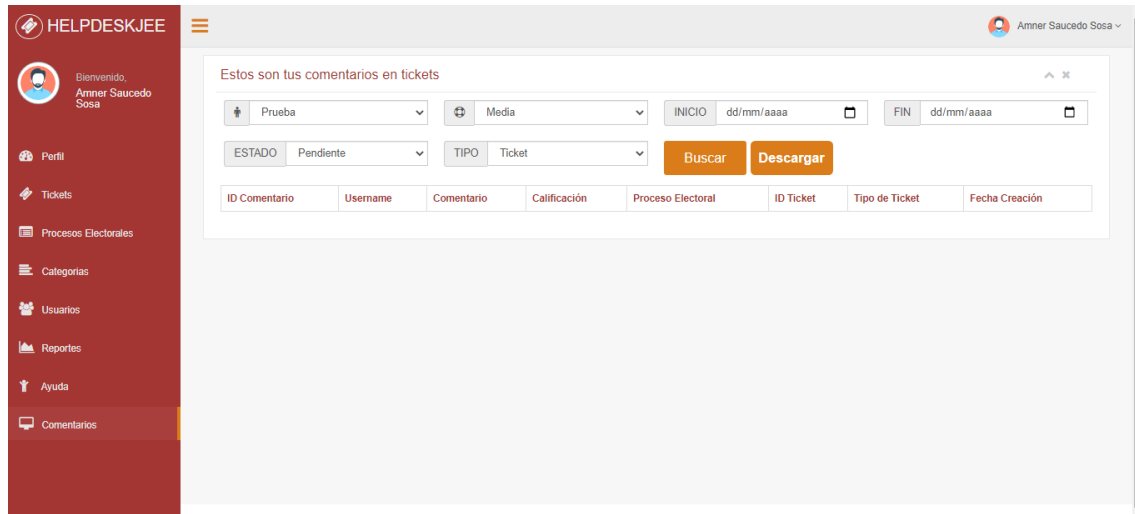 HELPDESKJEE
Amner Saucedo Sosa
Bienvenido,
Amner Saucedo
Sosa
Perfil
Tickets
Procesos Electorales
Categorias
Usuarios
Reportes
Ayuda
Comentarios
Estos son tus comentarios en tickets
Prueba Media INICIO dd/mm/aaaa FIN dd/mm/aaaa
ESTADO Pendiente TIPO Ticket Buscar Descargar
ID Comentario Username Comentario Calificación Proceso Electoral ID Ticket Tipo de Ticket Fecha Creación